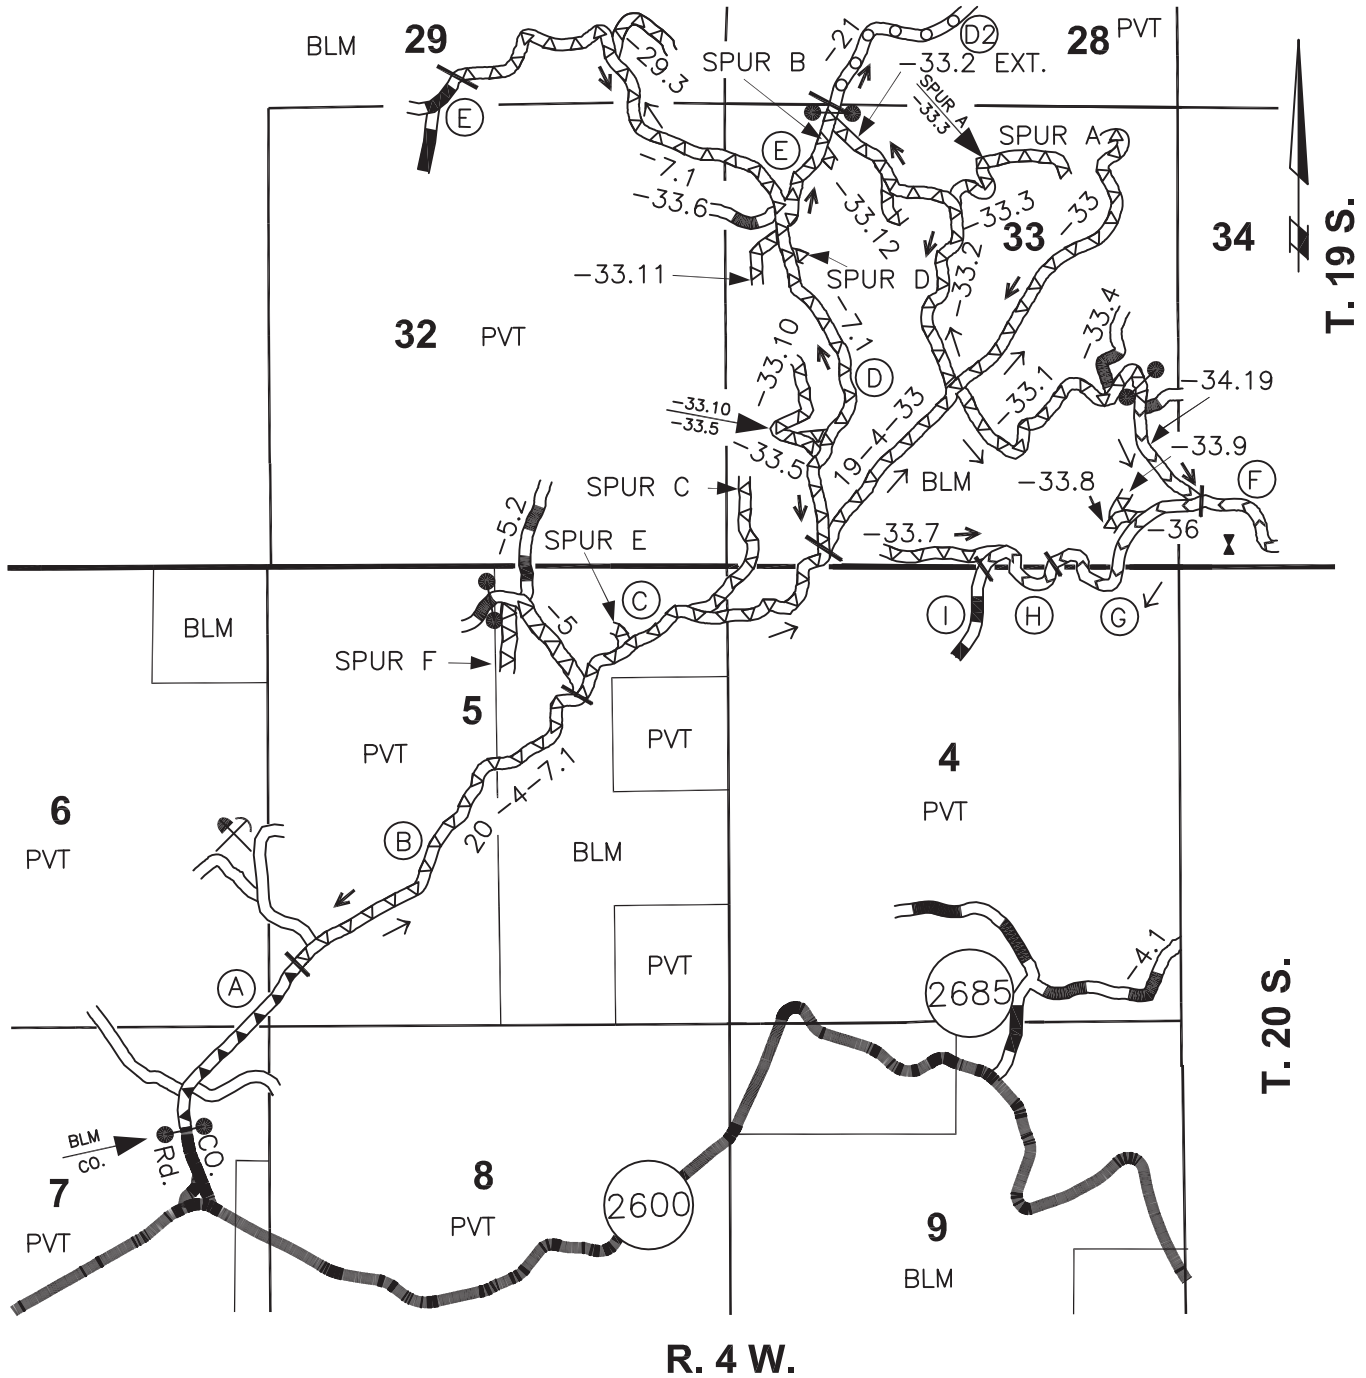 BLM
29
SPUR B
-21
D2
28
PVT
-29.3
-33.2 EXT.
SPUR A
-33.3
SPUR A
E
E
-7.1
-33.6
-33.12
-33.3
-33
33
34
T. 19 S.
-33.11
SPUR D
-33.2
32
PVT
-33.10
-7.1
D
-33.4
-33.10
-33.5
-33.5
19-4-33
-33.1
-34.19
-33.9
BLM
-33.8
F
SPUR C
-5.2
SPUR E
-33.7
-36
C
I
H
G
BLM
-5
SPUR F
5
PVT
PVT
4
PVT
6
PVT
20 -4-7.1
B
BLM
PVT
A
2685
-4.1
T. 20 S.
BLM
CO.
CO.
Rd.
7
PVT
8
PVT
2600
9
BLM
R. 4 W.